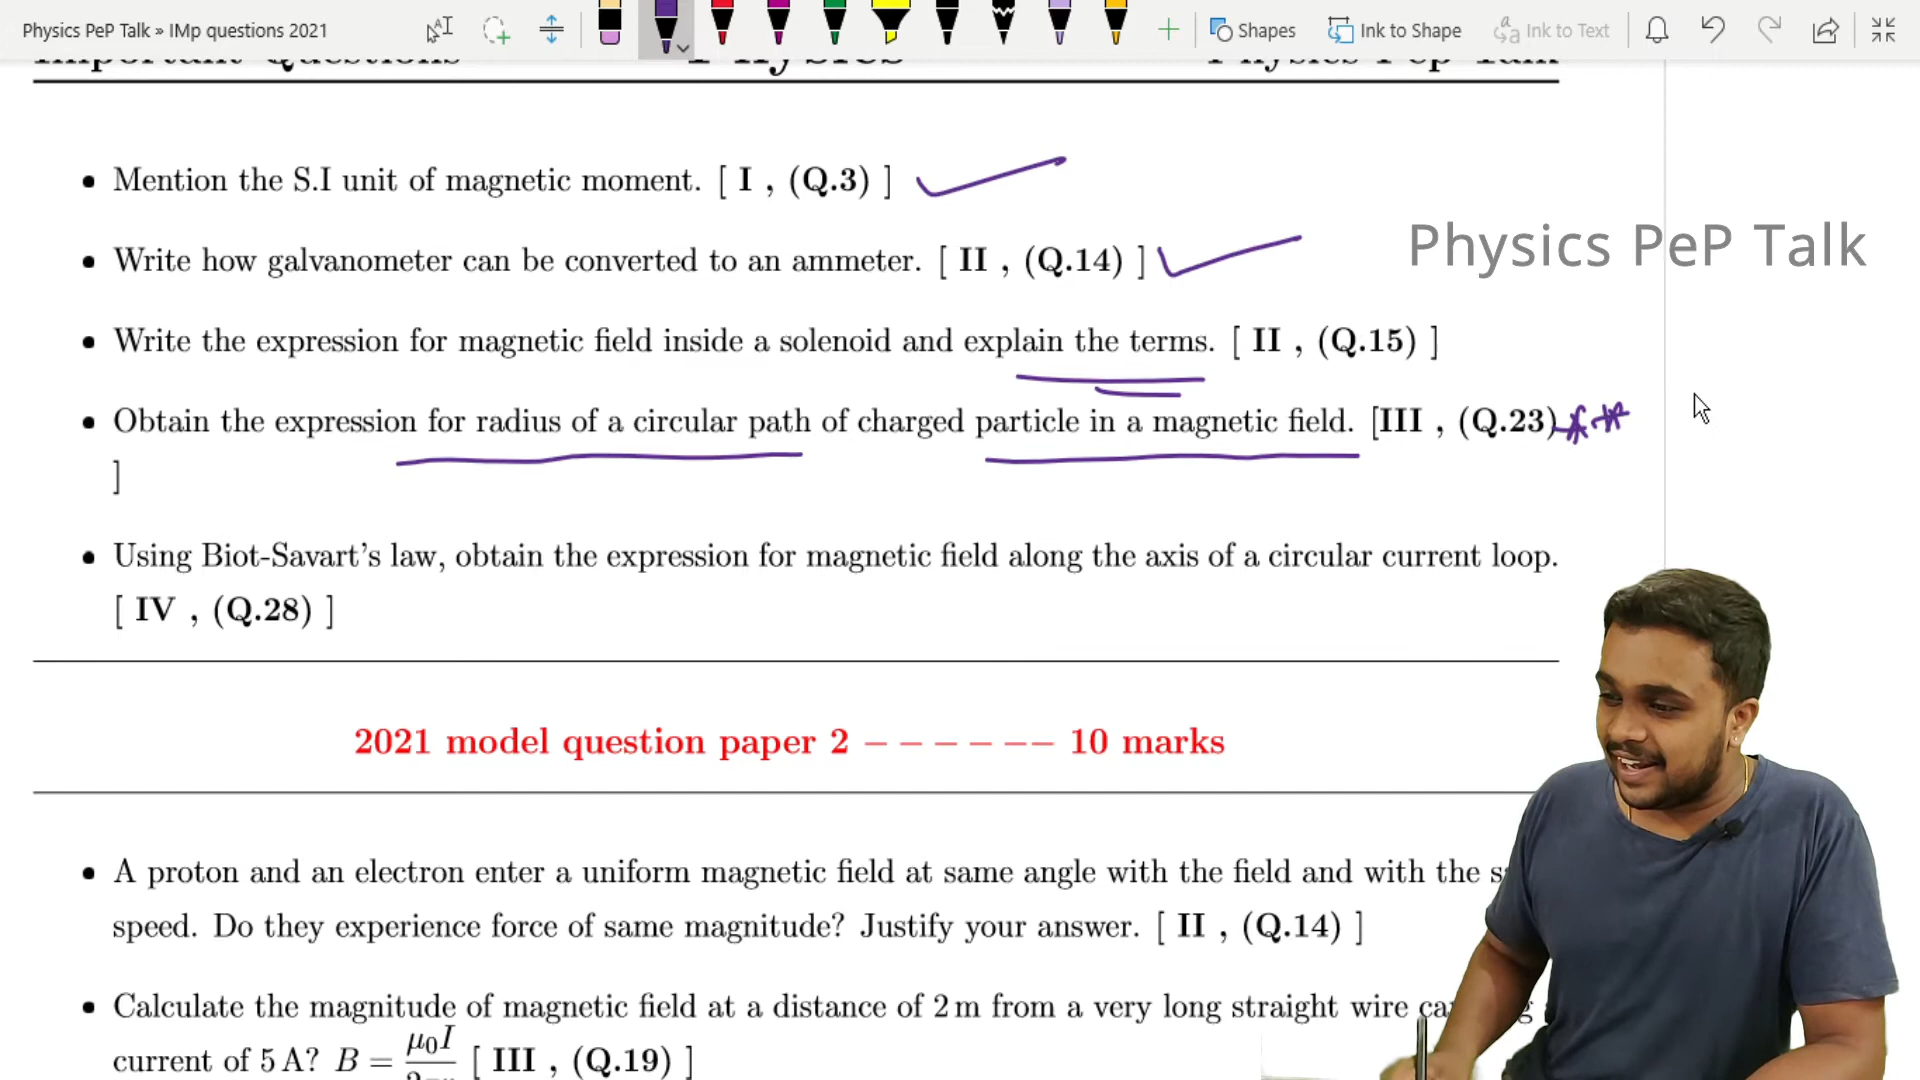 Physics PeP Talk » IMp questions 2021
Shapes
Ink to Shape
Ink to Text
Important Questions Physics Physics Pep Talk
• Mention the S.I unit of magnetic moment. [ I , (Q.3) ]
Physics PeP Talk
• Write how galvanometer can be converted to an ammeter. [ II , (Q.14) ]
• Write the expression for magnetic field inside a solenoid and explain the terms. [ II , (Q.15) ]
• Obtain the expression for radius of a circular path of charged particle in a magnetic field. [III , (Q.23)
]
• Using Biot-Savart’s law, obtain the expression for magnetic field along the axis of a circular current loop.
[ IV , (Q.28) ]
2021 model question paper 2 − − − − − −− 10 marks
• A proton and an electron enter a uniform magnetic field at same angle with the field and with the
speed. Do they experience force of same magnitude? Justify your answer. [ II , (Q.14) ]
• Calculate the magnitude of magnetic field at a distance of 2 m from a very long straight wire
current of 5 A? B = μ₀I [ III , (Q.19) ]